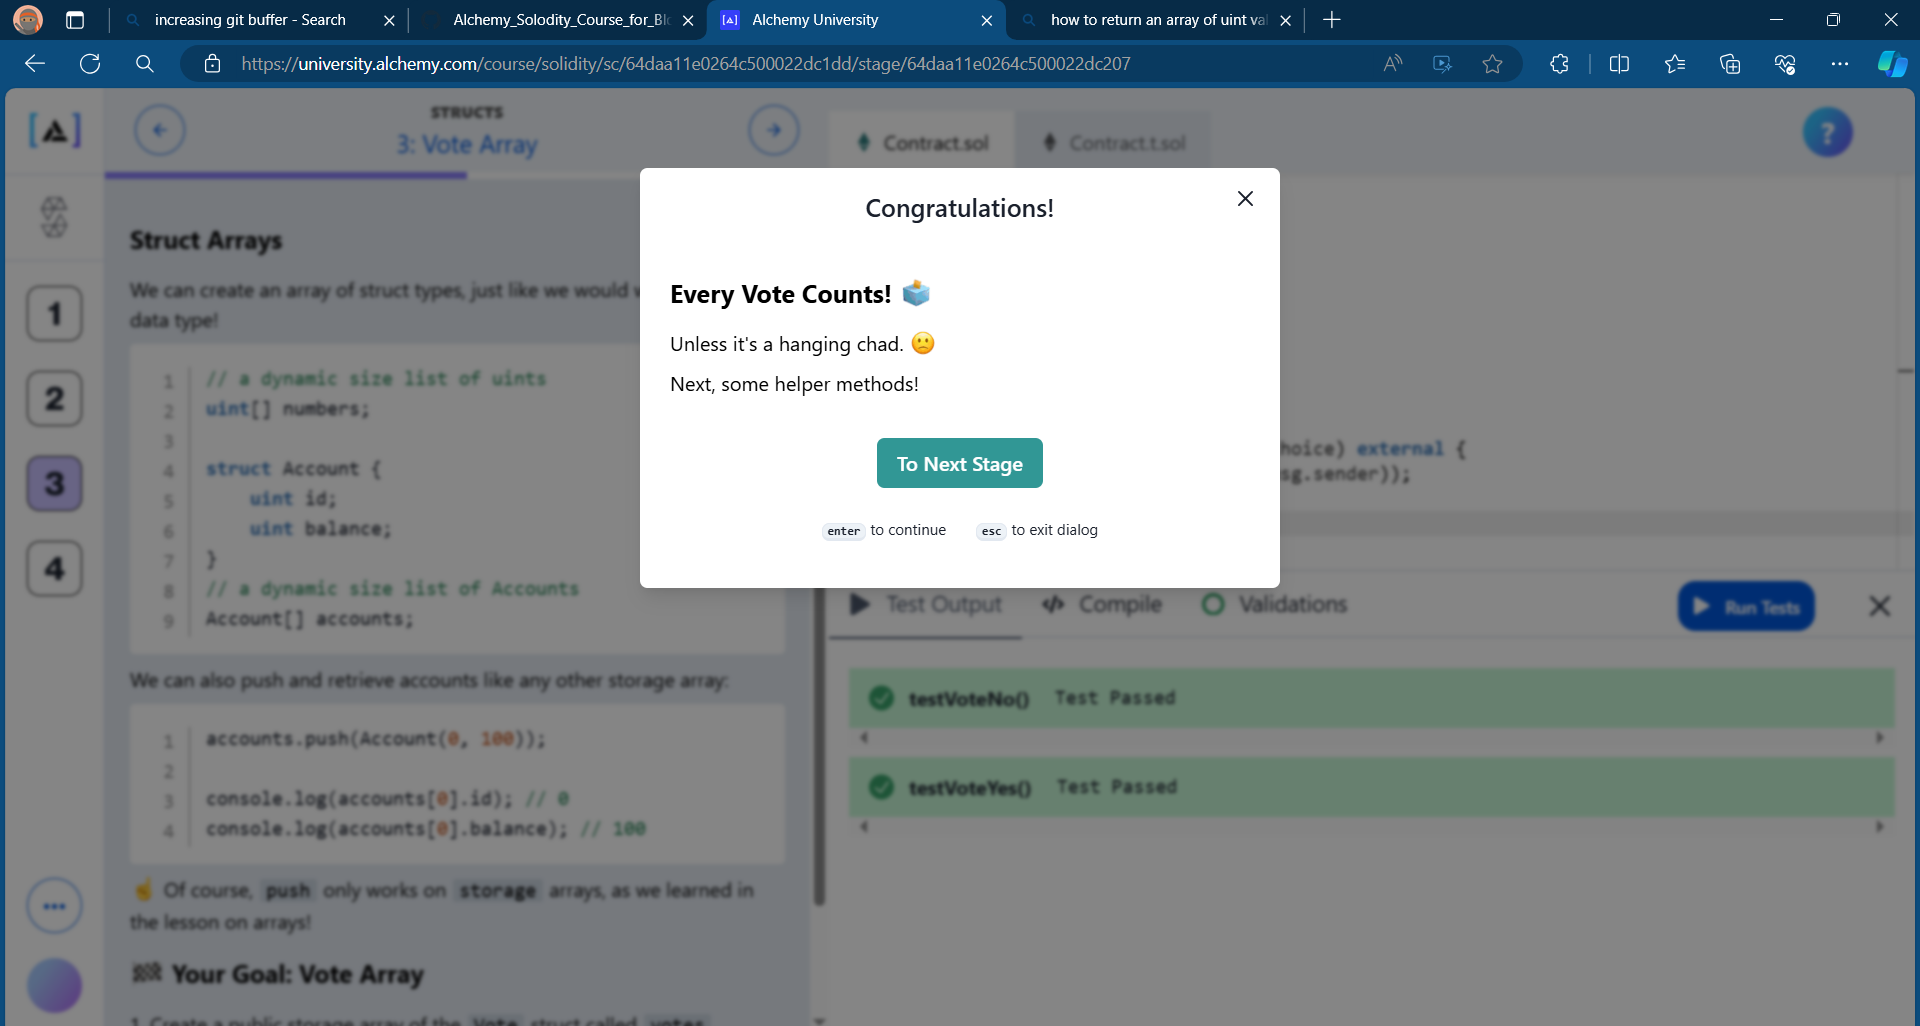 increasing git buffer - Search
Alchemy_Solodity_Course_for_Blo
[A] Alchemy University
how to return an array of uint val
https://university.alchemy.com/course/solidity/sc/64daa11e0264c500022dc1dd/stage/64daa11e0264c500022dc207
STRUCTS
3: Vote Array
Contract.sol
Contract.t.sol
?
1
2
3
4
Struct Arrays
We can create an array of struct types, just like we would
data type!
1 // a dynamic size list of uints
2 uint[] numbers;
3
4 struct Account {
5 uint id;
6 uint balance;
7 }
8 // a dynamic size list of Accounts
9 Account[] accounts;
We can also push and retrieve accounts like any other storage array:
1 accounts.push(Account(0, 100));
2
3 console.log(accounts[0].id); // 0
4 console.log(accounts[0].balance); // 100
☝ Of course, push only works on storage arrays, as we learned in
the lesson on arrays!
🏁 Your Goal: Vote Array
1. Create a public storage array of the Vote struct called votes
Congratulations!
Every Vote Counts! 🗳
Unless it's a hanging chad. 🙁
Next, some helper methods!
To Next Stage
enter to continue esc to exit dialog
hoice) external {
sg.sender));
Test Output
Compile
Validations
Run Tests
testVoteNo() Test Passed
testVoteYes() Test Passed